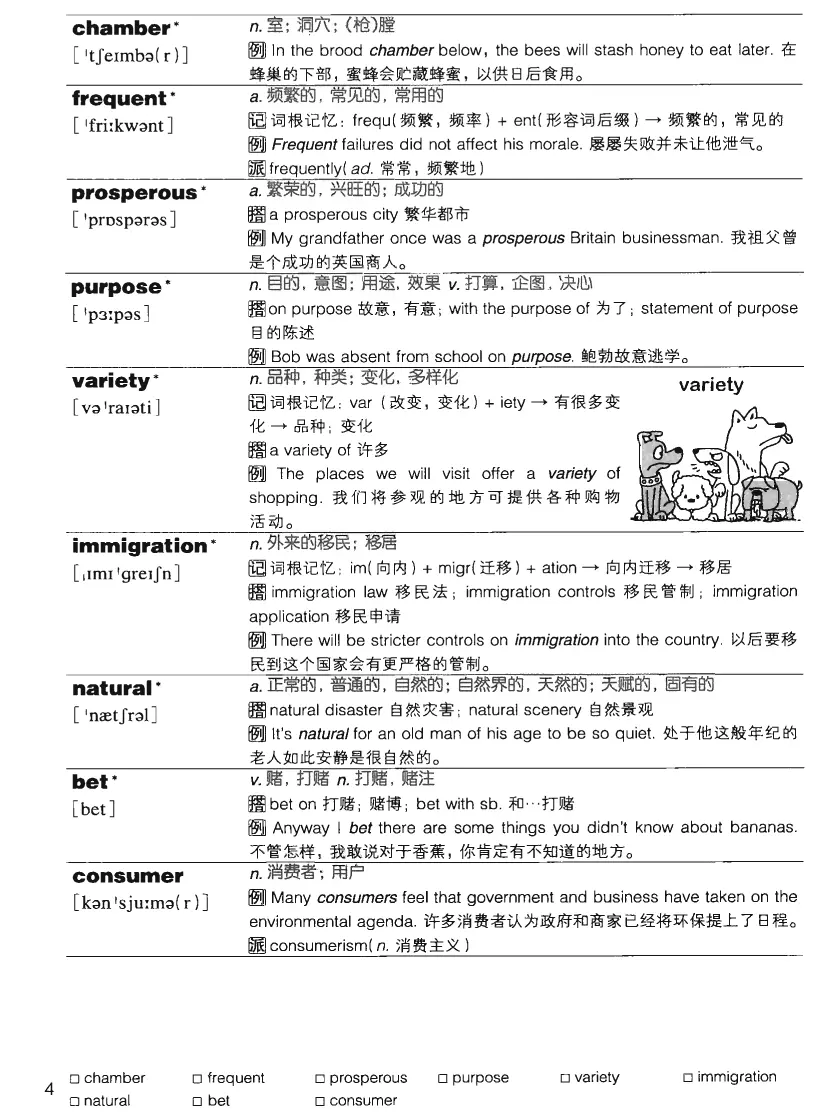 chamber* n. 室；洞穴；(枪)膛
[ ˈtʃeɪmbə(r)] 例 In the brood chamber below, the bees will stash honey to eat later. 在
蜂巢的下部，蜜蜂会贮藏蜂蜜，以供日后食用。
frequent* a. 频繁的，常见的，常用的
[ ˈfriːkwənt] 记 词根记忆：frequ(频繁，频率) + ent(形容词后缀) → 频繁的，常见的
例 Frequent failures did not affect his morale. 屡屡失败并未让他泄气。
派 frequently( ad. 常常，频繁地)
prosperous* a. 繁荣的，兴旺的；成功的
[ ˈprɒspərəs] 搭 a prosperous city 繁华都市
例 My grandfather once was a prosperous Britain businessman. 我祖父曾
是个成功的英国商人。
purpose* n. 目的，意图；用途，效果 v. 打算，企图，决心
[ ˈpɜːpəs] 搭 on purpose 故意，有意；with the purpose of 为了；statement of purpose
目的陈述
例 Bob was absent from school on purpose. 鲍勃故意逃学。
variety* n. 品种，种类；变化，多样化
variety
[vəˈraɪəti] 记 词根记忆：var (改变，变化) + iety → 有很多变
化 → 品种；变化
搭 a variety of 许多
例 The places we will visit offer a variety of
shopping. 我们将参观的地方可提供各种购物
活动。
immigration* n. 外来的移民；移居
[ˌɪmɪˈɡreɪʃn] 记 词根记忆：im(向内) + migr(迁移) + ation → 向内迁移 → 移居
搭 immigration law 移民法；immigration controls 移民管制；immigration
application 移民申请
例 There will be stricter controls on immigration into the country. 以后要移
民到这个国家会有更严格的管制。
natural* a. 正常的，普通的，自然的；自然界的，天然的；天赋的，固有的
[ ˈnætʃrəl] 搭 natural disaster 自然灾害；natural scenery 自然景观
例 It's natural for an old man of his age to be so quiet. 处于他这般年纪的
老人如此安静是很自然的。
bet* v. 赌，打赌 n. 打赌，赌注
[bet] 搭 bet on 打赌；赌博；bet with sb. 和…打赌
例 Anyway I bet there are some things you didn't know about bananas.
不管怎样，我敢说对于香蕉，你肯定有不知道的地方。
consumer n. 消费者；用户
[kənˈsjuːmə(r)] 例 Many consumers feel that government and business have taken on the
environmental agenda. 许多消费者认为政府和商家已经将环保提上了日程。
派 consumerism( n. 消费主义)
4 □ chamber □ frequent □ prosperous □ purpose □ variety □ immigration
□ natural □ bet □ consumer